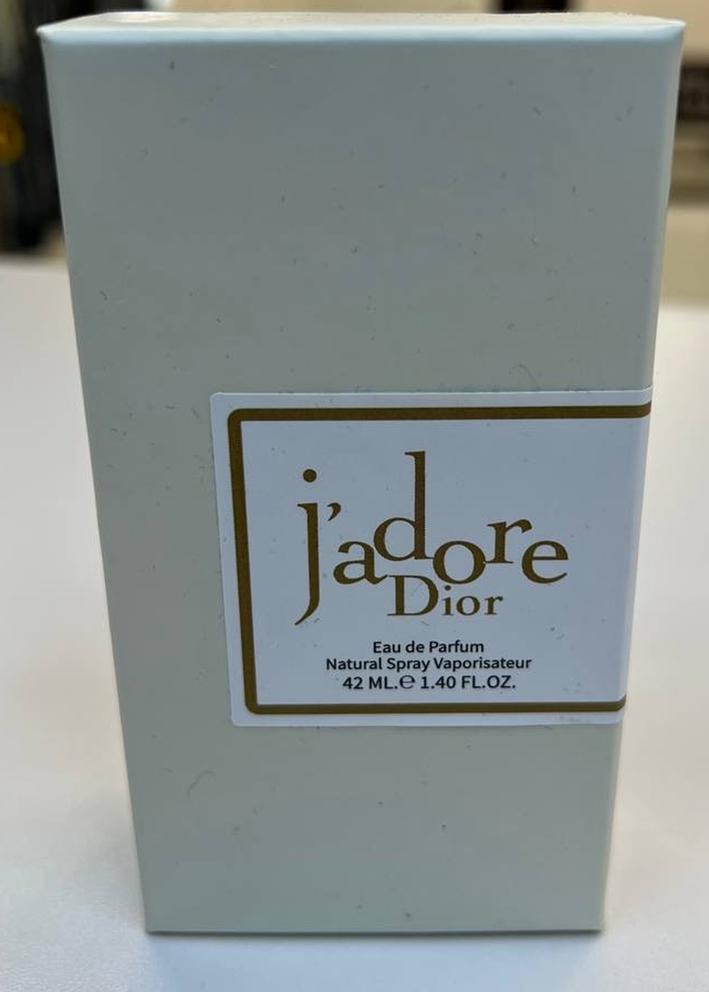 j'adore
Dior
Eau de Parfum
Natural Spray Vaporisateur
42 ML.℮ 1.40 FL.OZ.